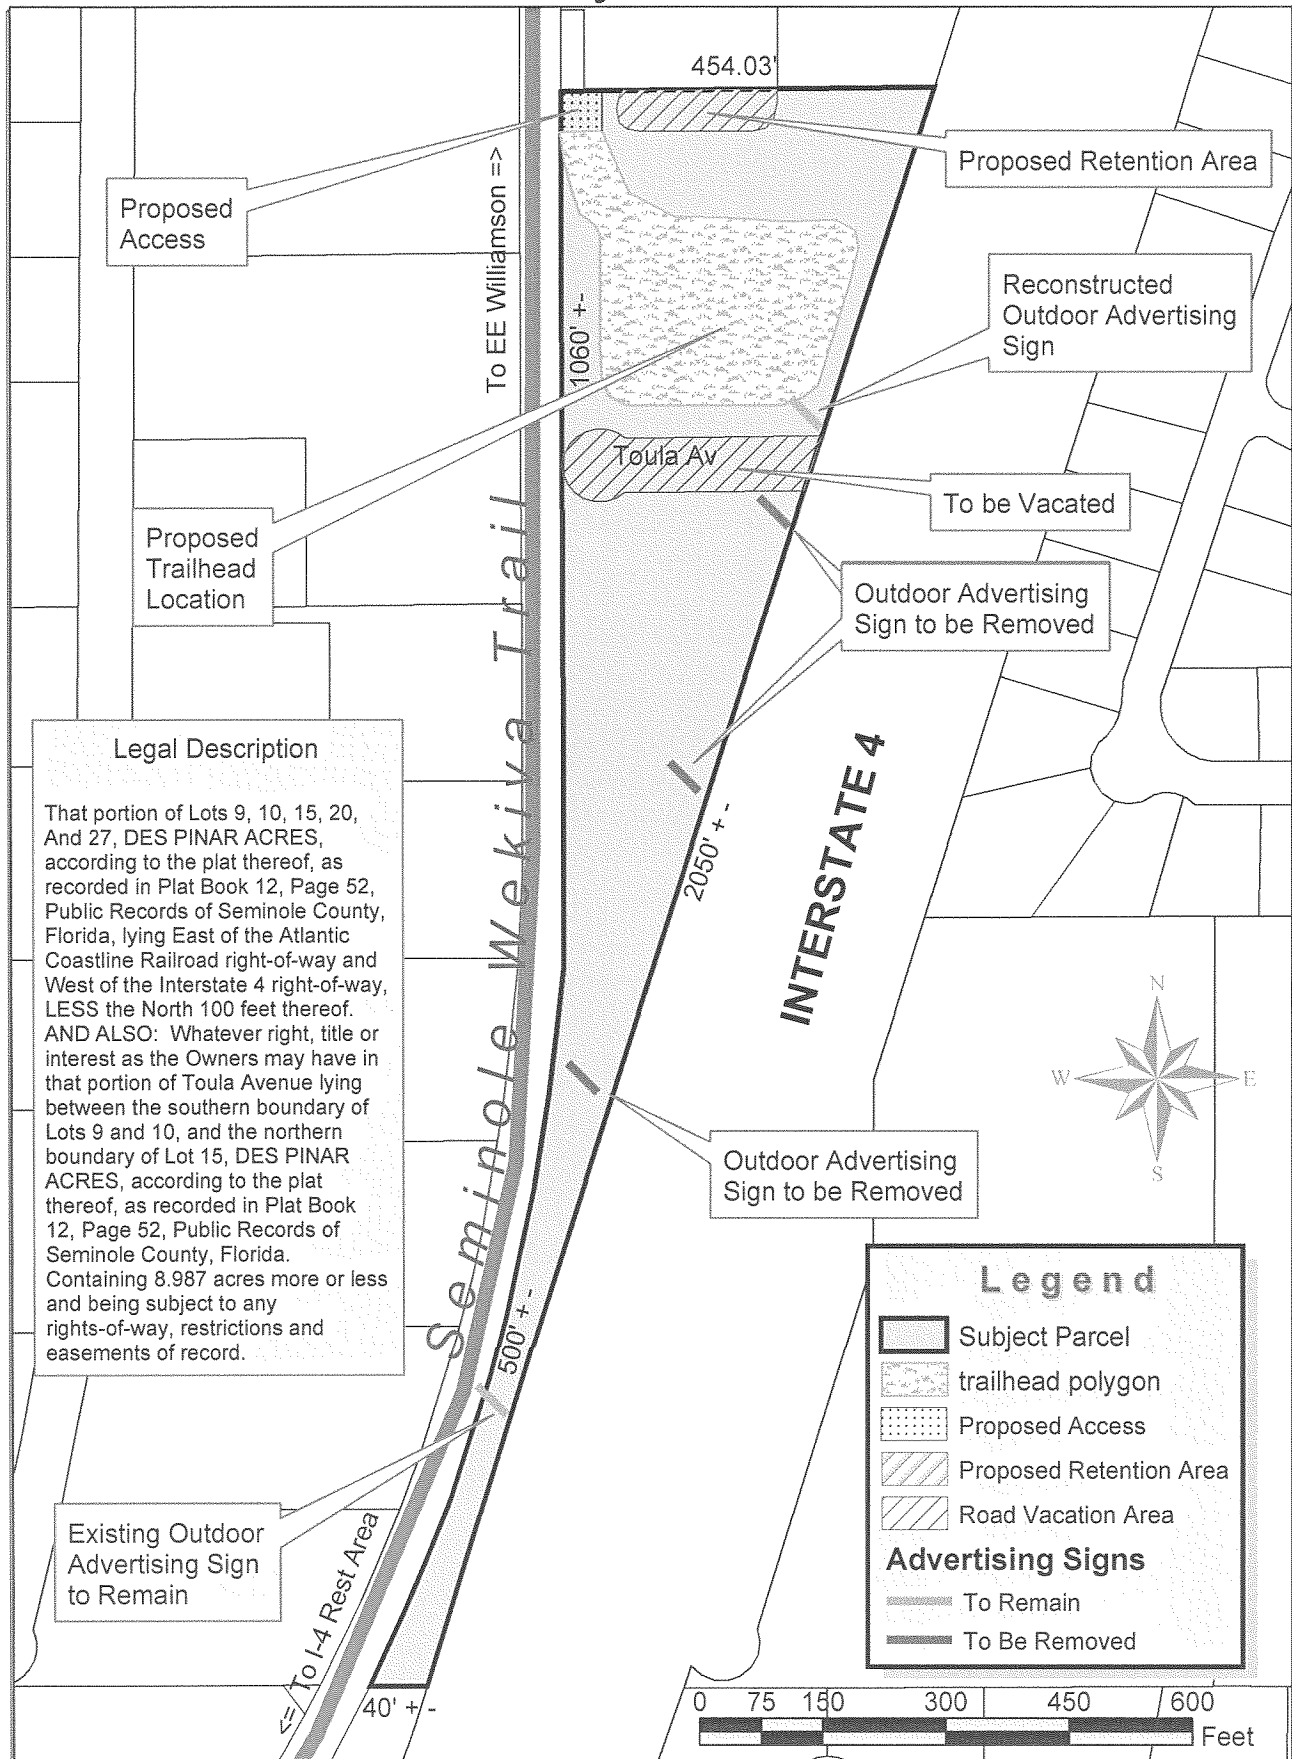 454.03'
Proposed Retention Area
To EE Williamson =>
Proposed
Access
Reconstructed
Outdoor Advertising
Sign
1060' +-
Toula Av
To be Vacated
Proposed
Trailhead
Location
Outdoor Advertising
Sign to be Removed
Seminole Wekiva Trail
INTERSTATE 4
2050' + -
Legal Description
That portion of Lots 9, 10, 15, 20,
And 27, DES PINAR ACRES,
according to the plat thereof, as
recorded in Plat Book 12, Page 52,
Public Records of Seminole County,
Florida, lying East of the Atlantic
Coastline Railroad right-of-way and
West of the Interstate 4 right-of-way,
LESS the North 100 feet thereof.
AND ALSO: Whatever right, title or
interest as the Owners may have in
that portion of Toula Avenue lying
between the southern boundary of
Lots 9 and 10, and the northern
boundary of Lot 15, DES PINAR
ACRES, according to the plat
thereof, as recorded in Plat Book
12, Page 52, Public Records of
Seminole County, Florida.
Containing 8.987 acres more or less
and being subject to any
rights-of-way, restrictions and
easements of record.
N
W
E
S
Outdoor Advertising
Sign to be Removed
500' + -
Existing Outdoor
Advertising Sign
to Remain
<= To I-4 Rest Area
40' + -
Legend
Subject Parcel
trailhead polygon
Proposed Access
Proposed Retention Area
Road Vacation Area
Advertising Signs
To Remain
To Be Removed
0 75 150 300 450 600
Feet